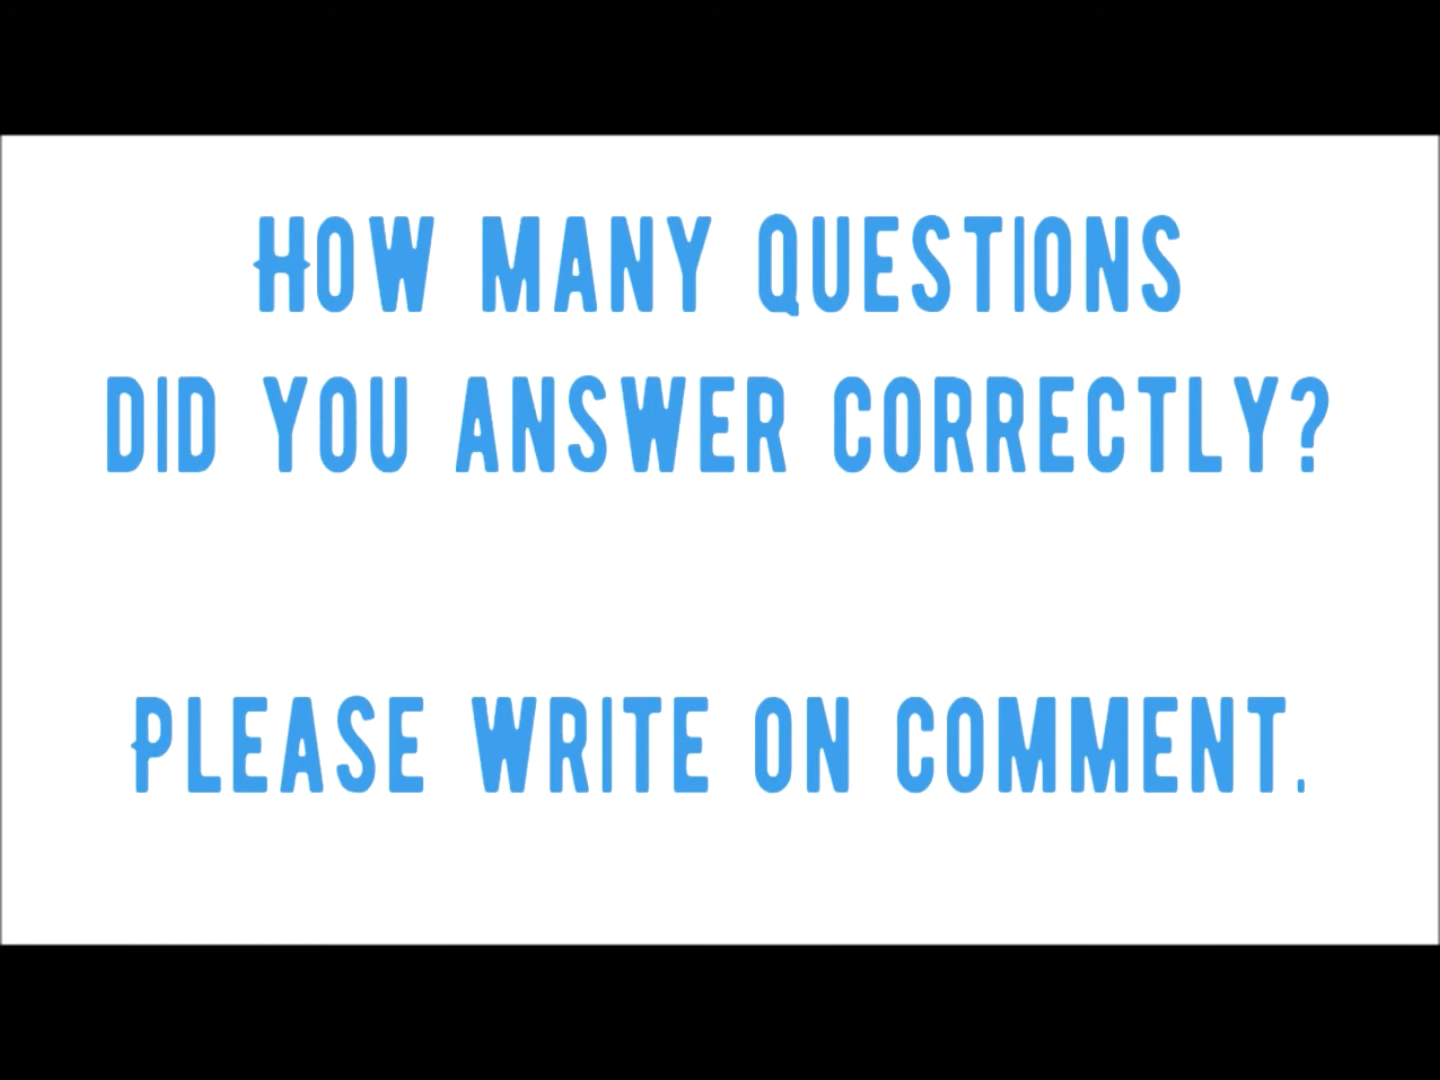 How many Questions
did you answer correctly?
Please write on comment.